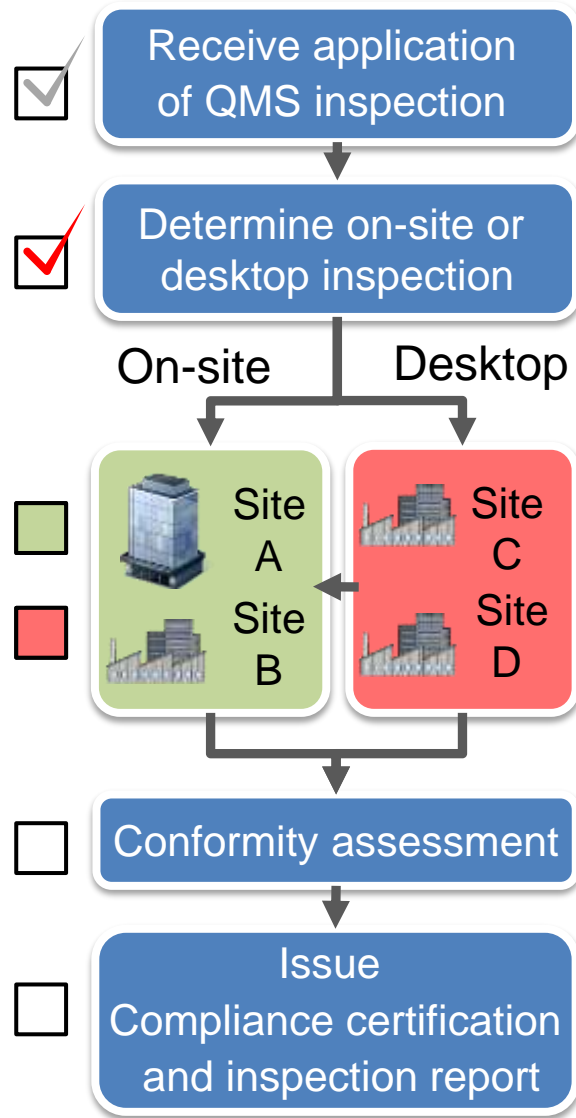 Receive application
of QMS inspection
Determine on-site or
desktop inspection
On-site
Desktop
Site
A
Site
B
Site
C
Site
D
Conformity assessment
Issue
Compliance certification
and inspection report